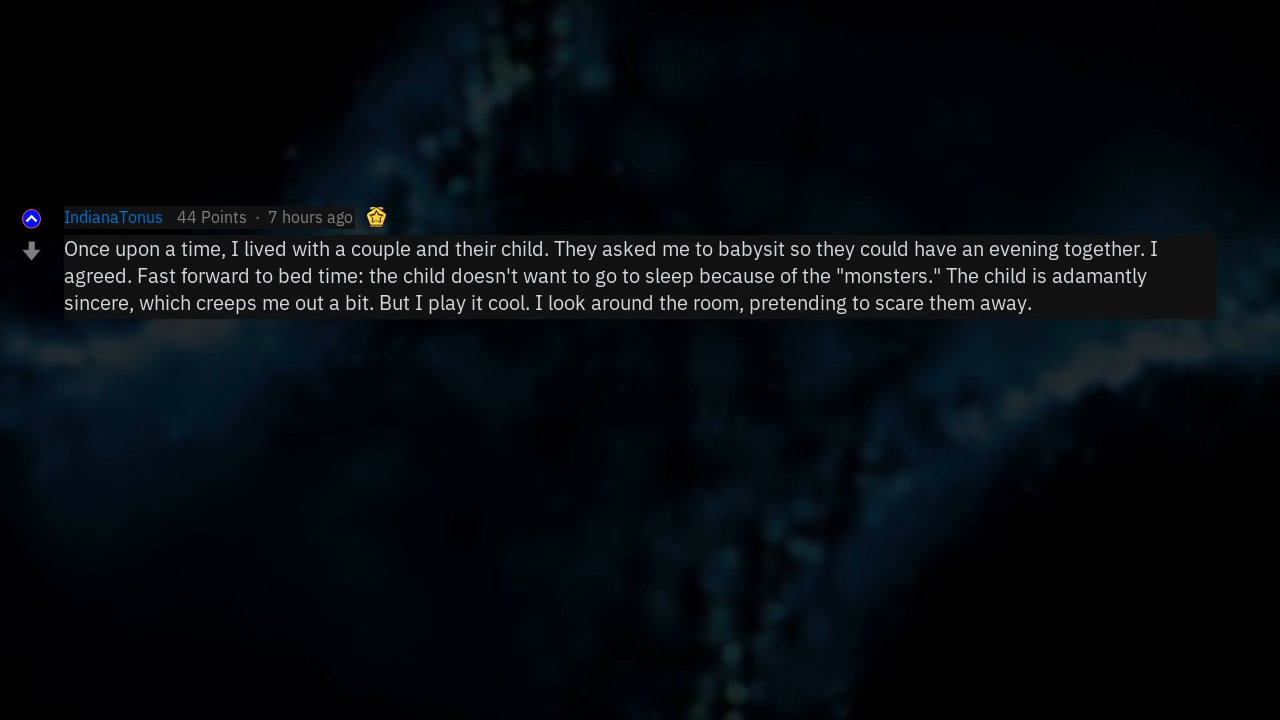 IndianaTonus 44 Points · 7 hours ago
Once upon a time, I lived with a couple and their child. They asked me to babysit so they could have an evening together. I
agreed. Fast forward to bed time: the child doesn't want to go to sleep because of the "monsters." The child is adamantly
sincere, which creeps me out a bit. But I play it cool. I look around the room, pretending to scare them away.